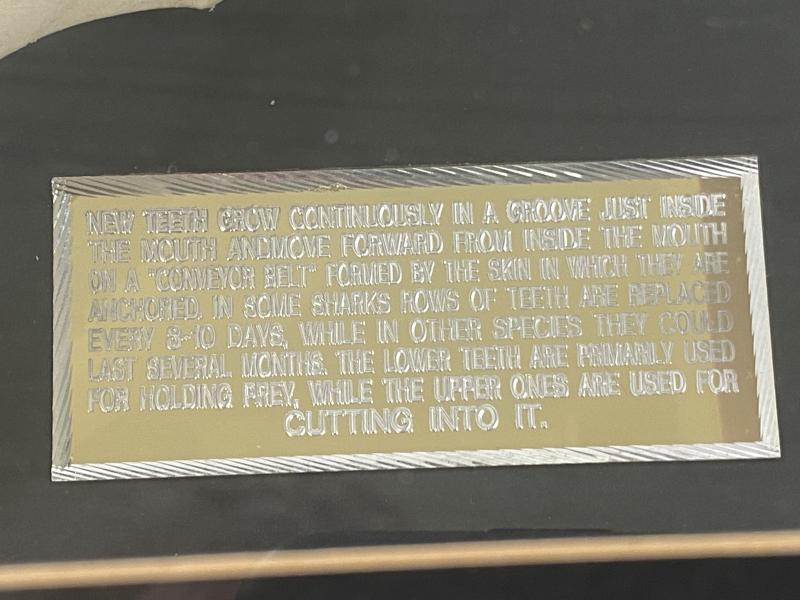 NEW TEETH GROW CONTINUOUSLY IN A GROOVE JUST INSIDE
THE MOUTH ANDMOVE FORWARD FROM INSIDE THE MOUTH
ON A "CONVEYOR BELT" FORMED BY THE SKIN IN WHICH THEY ARE
ANCHORED. IN SOME SHARKS ROWS OF TEETH ARE REPLACED
EVERY 8-10 DAYS, WHILE IN OTHER SPECIES THEY COULD
LAST SEVERAL MONTHS. THE LOWER TEETH ARE PRIMARILY USED
FOR HOLDING PREY, WHILE THE UPPER ONES ARE USED FOR
CUTTING INTO IT.